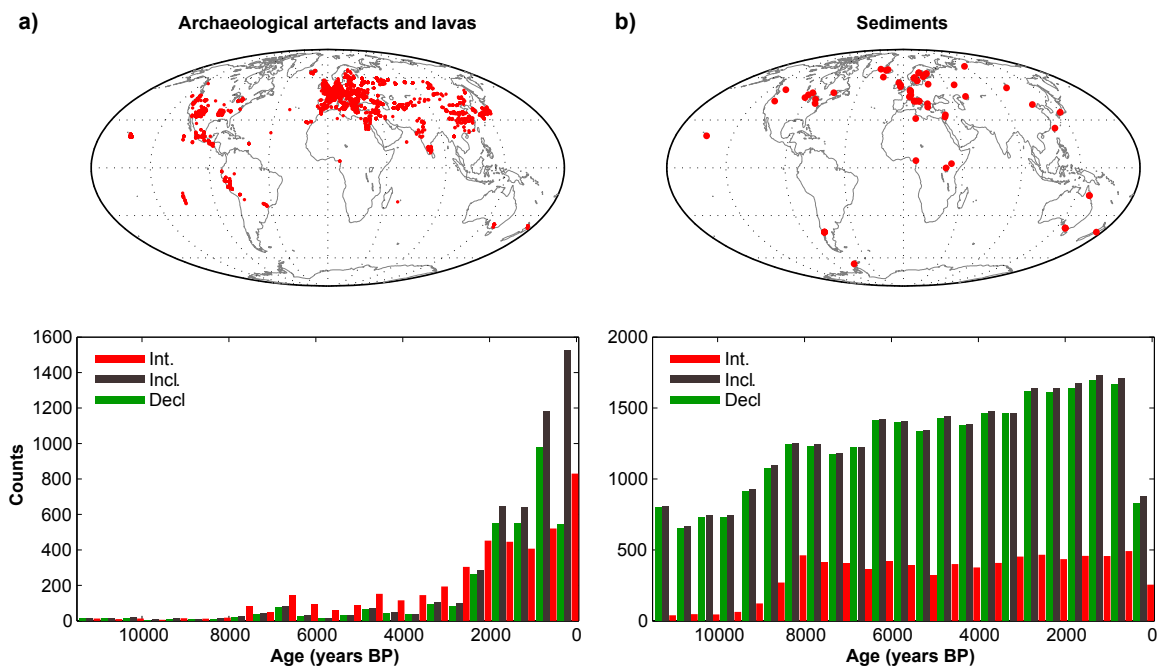 a) Archaeological artefacts and lavas
b) Sediments
1600
1400
1200
1000
800
600
400
200
0
Counts
Int.
Incl.
Decl
10000 8000 6000 4000 2000 0
Age (years BP)
2000
1500
1000
500
0
Int.
Incl.
Decl
10000 8000 6000 4000 2000 0
Age (years BP)